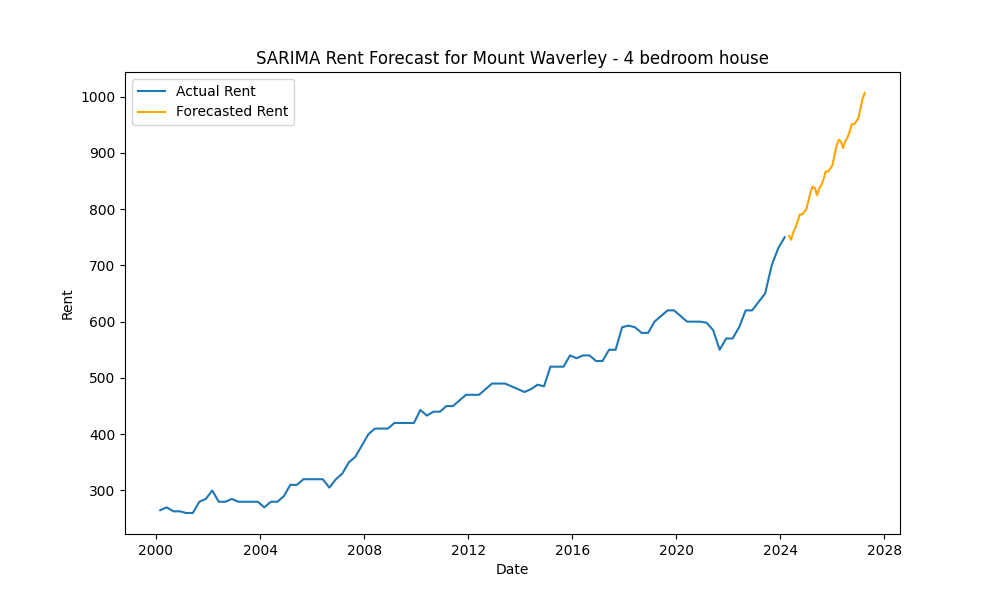 SARIMA Rent Forecast for Mount Waverley - 4 bedroom house
Actual Rent
Forecasted Rent
1000
900
800
700
600
500
400
300
Rent
2000 2004 2008 2012 2016 2020 2024 2028
Date